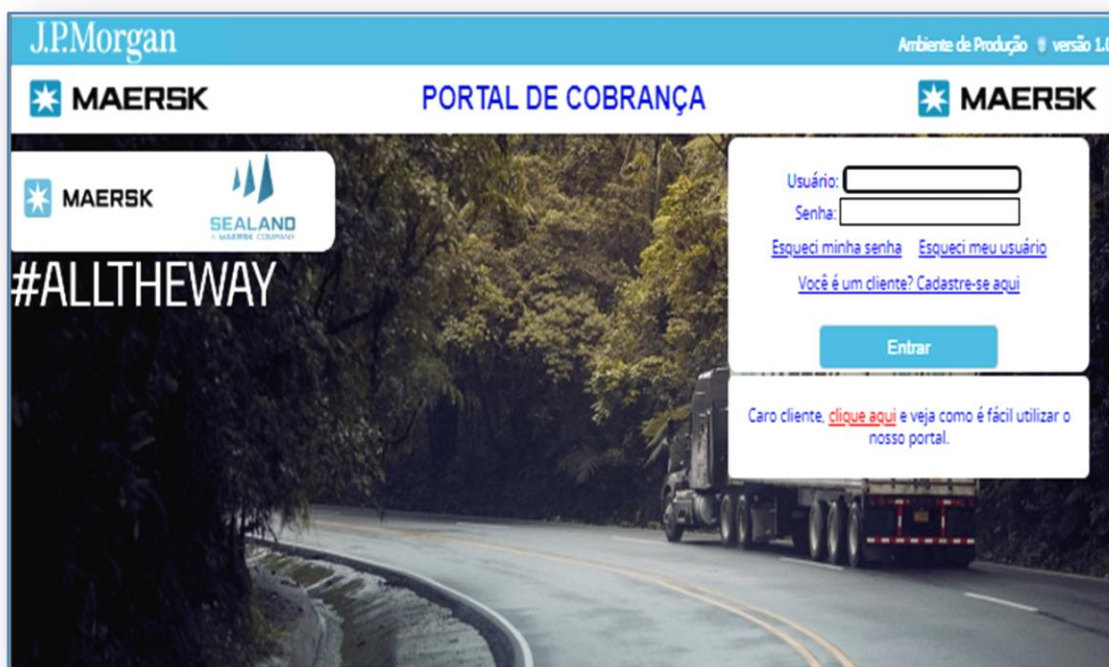 J.P.Morgan
Ambiente de Produção versão 1.0
MAERSK
PORTAL DE COBRANÇA
MAERSK
MAERSK
SEALAND
A MAERSK COMPANY
#ALLTHEWAY
Usuário:
Senha:
Esqueci minha senha Esqueci meu usuário
Você é um cliente? Cadastre-se aqui
Entrar
Caro cliente, clique aqui e veja como é fácil utilizar o
nosso portal.